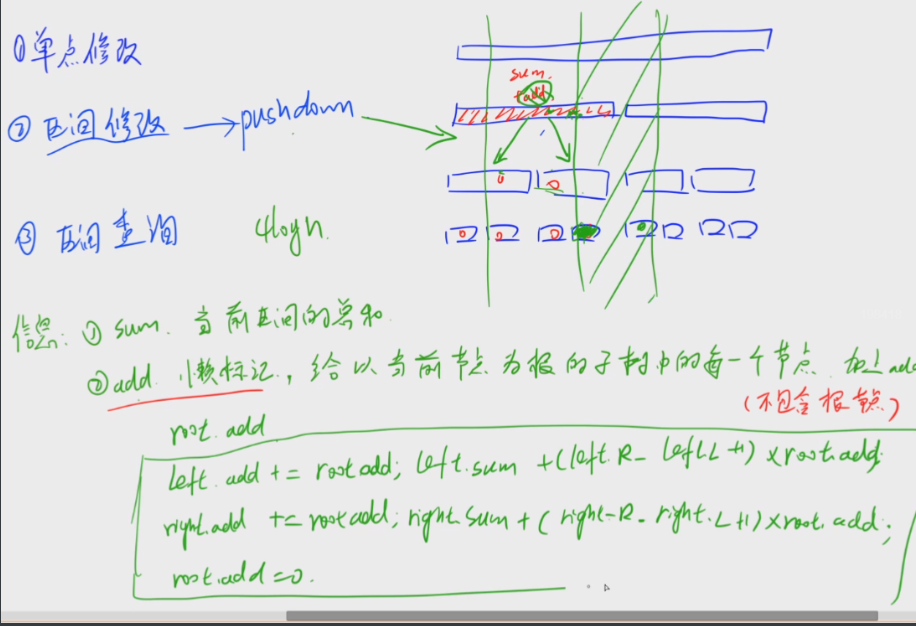 ①单点修改
sum.
add
② 区间修改 → pushdown
③ 区间查询 4logn.
信息: ① sum. 当前区间的总和.
② add. 懒标记, 给以当前节点为根的子树中的每一个节点 加上 add
(不包含根节点)
root.add
left.add += root.add; left.sum + (left.R - left.L + 1) × root.add;
right.add += root.add; right.sum + (right.R - right.L + 1) × root.add;
root.add = 0.